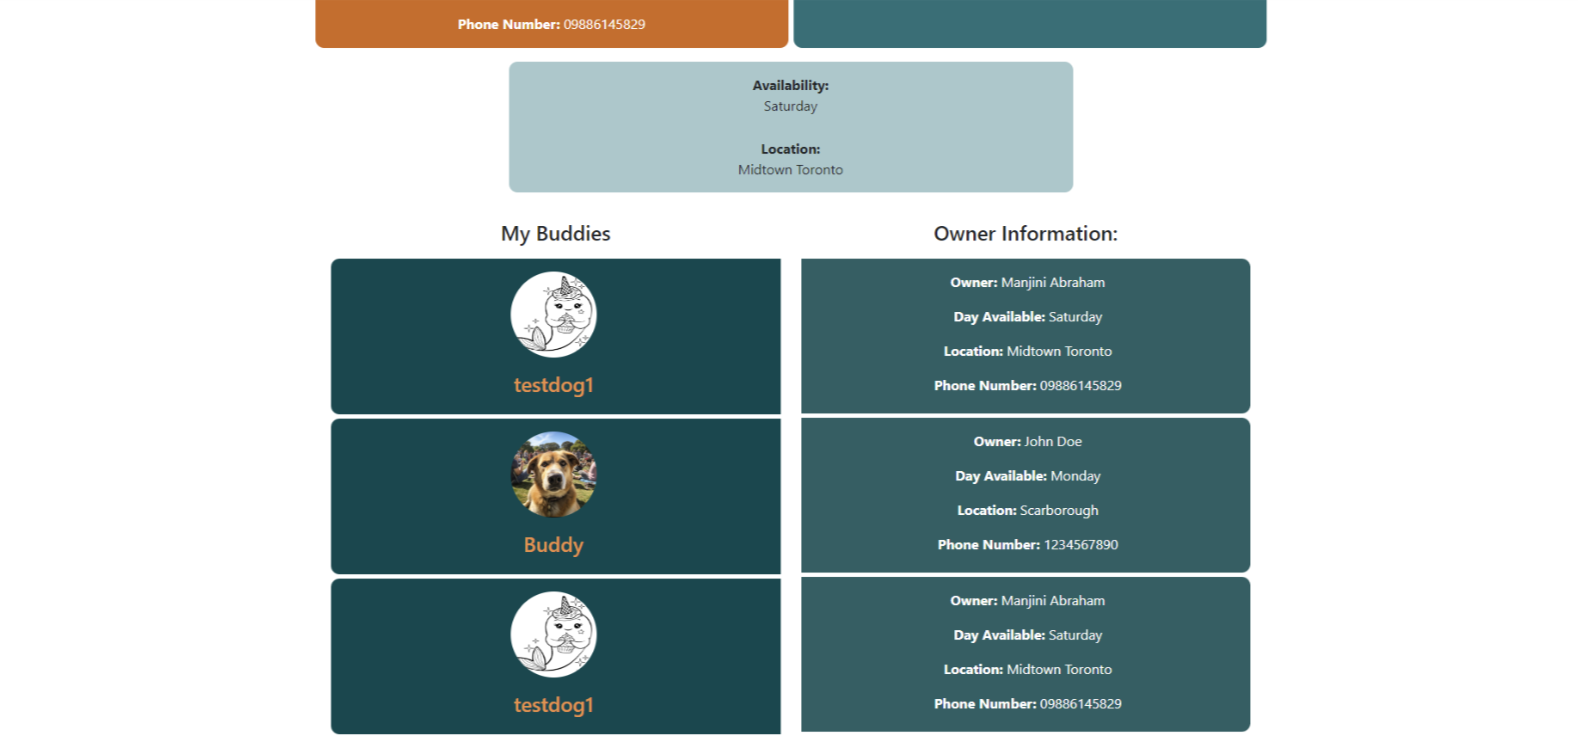 Phone Number: 09886145829
Availability:
Saturday
Location:
Midtown Toronto
My Buddies
Owner Information:
testdog1
Owner: Manjini Abraham
Day Available: Saturday
Location: Midtown Toronto
Phone Number: 09886145829
Buddy
Owner: John Doe
Day Available: Monday
Location: Scarborough
Phone Number: 1234567890
testdog1
Owner: Manjini Abraham
Day Available: Saturday
Location: Midtown Toronto
Phone Number: 09886145829